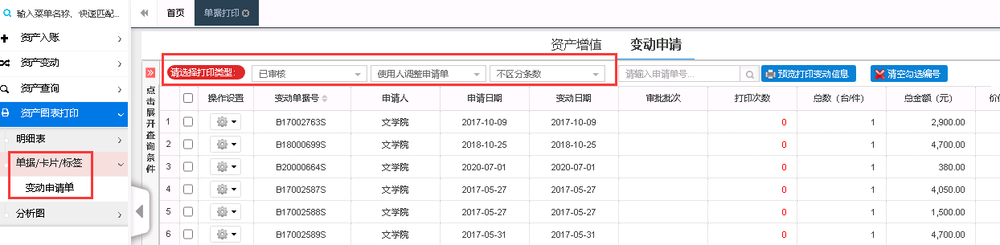 输入菜单名称，快速匹配...
资产入账
资产变动
资产查询
资产图表打印
明细表
单据/卡片/标签
变动申请单
分析图
首页 单据打印
资产增值 变动申请
点击展开查询条件
请选择打印类型: 已审核 使用人调整申请单 不区分条数 请输入申请单号... 预览打印变动信息 清空勾选编号
操作设置 变动单据号 申请人 申请日期 变动日期 审批批次 打印次数 总数（台/件） 总金额（元）
1 B17002763S 文学院 2017-10-09 2017-10-09 0 1 2,900.00
2 B18000699S 文学院 2018-10-25 2018-10-25 0 1 4,700.00
3 B20000664S 文学院 2020-07-01 2020-07-01 0 1 380.00
4 B17002587S 文学院 2017-05-27 2017-05-27 0 1 4,050.00
5 B17002588S 文学院 2017-05-27 2017-05-27 0 1 1,500.00
6 B17002589S 文学院 2017-05-31 2017-05-31 0 1 4,700.00